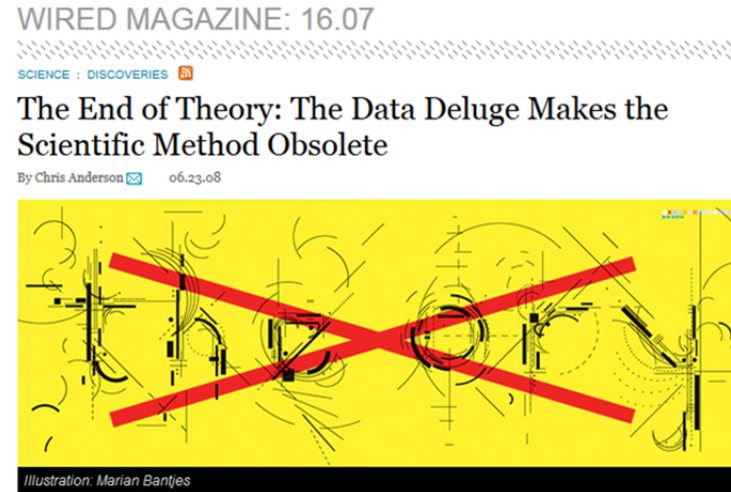 WIRED MAGAZINE: 16.07
SCIENCE : DISCOVERIES
The End of Theory: The Data Deluge Makes the
Scientific Method Obsolete
By Chris Anderson 06.23.08
theory
Illustration: Marian Bantjes